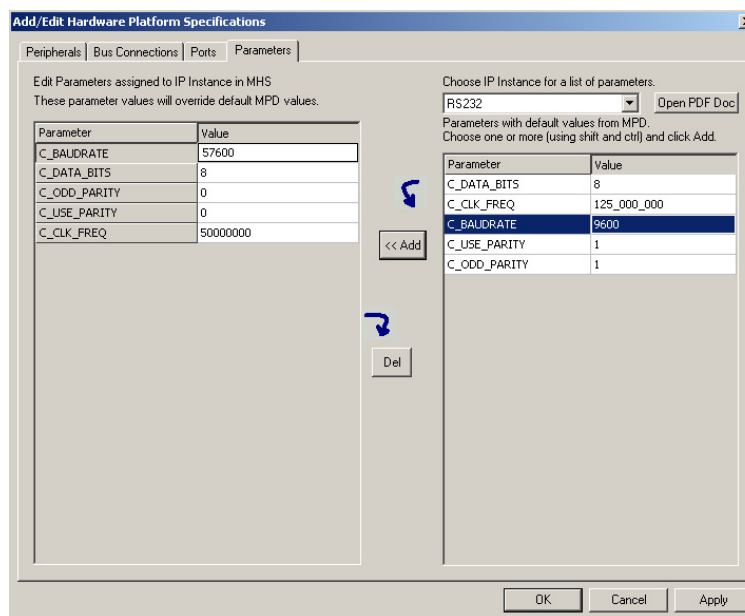 Add/Edit Hardware Platform Specifications
Peripherals Bus Connections Ports Parameters
Edit Parameters assigned to IP Instance in MHS
These parameter values will override default MPD values.
Parameter Value
C_BAUDRATE 57600
C_DATA_BITS 8
C_ODD_PARITY 0
C_USE_PARITY 0
C_CLK_FREQ 50000000
<< Add
Del
Choose IP Instance for a list of parameters.
RS232 Open PDF Doc
Parameters with default values from MPD.
Choose one or more (using shift and ctrl) and click Add.
Parameter Value
C_DATA_BITS 8
C_CLK_FREQ 125_000_000
C_BAUDRATE 9600
C_USE_PARITY 1
C_ODD_PARITY 1
OK Cancel Apply